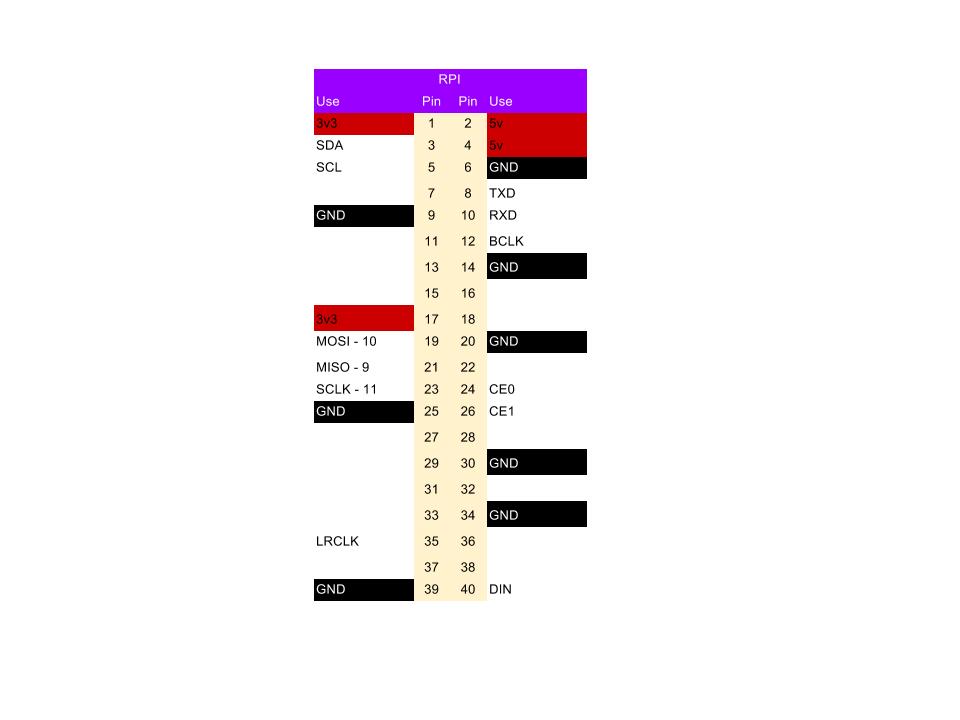 RPI
Use Pin Pin Use
3v3 1 2 5v
SDA 3 4 5v
SCL 5 6 GND
7 8 TXD
GND 9 10 RXD
11 12 BCLK
13 14 GND
15 16
3v3 17 18
MOSI - 10 19 20 GND
MISO - 9 21 22
SCLK - 11 23 24 CE0
GND 25 26 CE1
27 28
29 30 GND
31 32
33 34 GND
LRCLK 35 36
37 38
GND 39 40 DIN